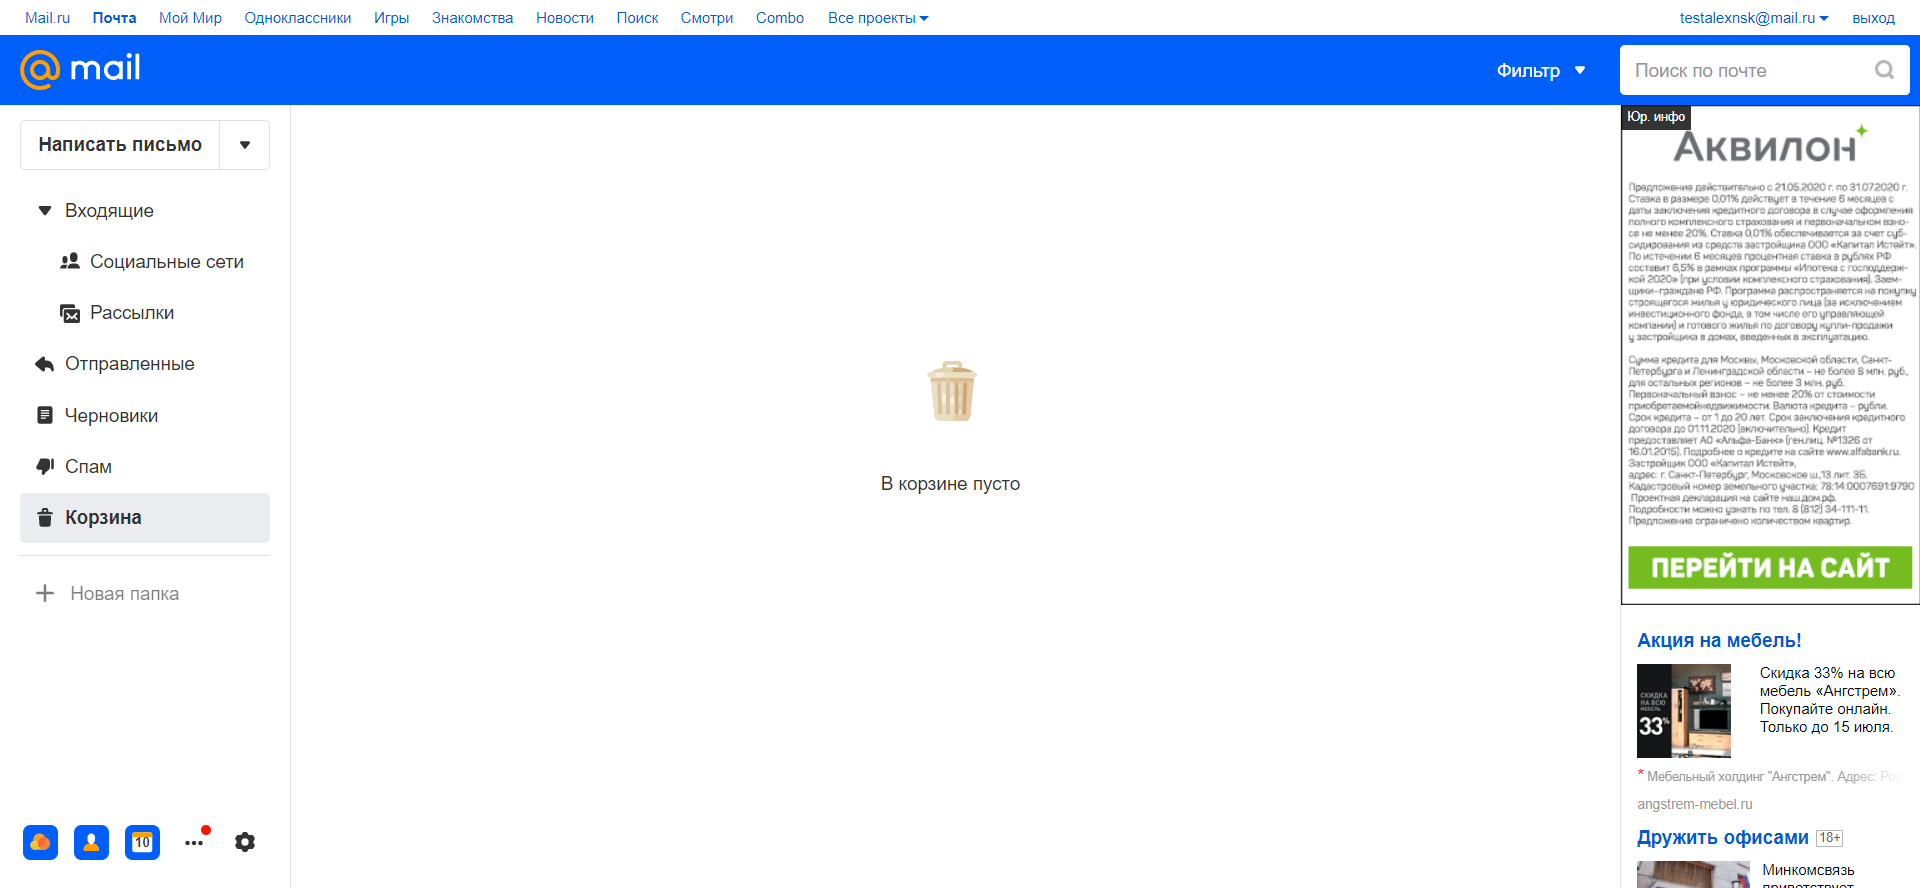 Mail.ru Почта Мой Мир Одноклассники Игры Знакомства Новости Поиск Смотри Combo Все проекты
testalexnsk@mail.ru выход
mail
Фильтр
Поиск по почте
Написать письмо
Входящие
Социальные сети
Рассылки
Отправленные
Черновики
Спам
Корзина
Новая папка
10
В корзине пусто
Юр. инфо
Аквилон
Предложение действительно с 21.05.2020 г. по 31.07.2020 г.
Ставка в размере 0,01% действует в течение 6 месяцев с
даты заключения кредитного договора в случае оформления
полного комплексного страхования и первоначальном взно-
се не менее 20%. Ставка 0,01% обеспечивается за счет суб-
сидирования из средств застройщика ООО «Капитал Истейт».
По истечении 6 месяцев процентная ставка в рублях РФ
составит 6,5% в рамках программы «Ипотека с господдерж-
кой 2020» (при условии комплексного страхования). Заем-
щики-граждане РФ. Программа распространяется на покупку
строящегося жилья у юридического лица (за исключением
инвестиционного фонда, в том числе его управляющей
компании) и готового жилья по договору купли-продажи
у застройщика в домах, введенных в эксплуатацию.
Сумма кредита для Москвы, Московской области, Санкт-
Петербурга и Ленинградской области – не более 8 млн. руб.,
для остальных регионов – не более 3 млн. руб.
Первоначальный взнос – не менее 20% от стоимости
приобретаемойнедвижимости. Валюта кредита – рубли.
Срок кредита – от 1 до 20 лет. Срок заключения кредитного
договора до 01.11.2020 (включительно). Кредит
предоставляет АО «Альфа-Банк» (ген.лиц. №1326 от
16.01.2015). Подробнее о кредите на сайте www.alfabank.ru.
Застройщик ООО «Капитал Истейт»,
адрес: г. Санкт-Петербург, Московское ш.,13 лит. 3Б.
Кадастровый номер земельного участка: 78:14:0007691:9790
Проектная декларация на сайте наш.дом.рф.
Подробности можно узнать по тел. 8 (812) 34-111-11.
Предложение ограничено количеством квартир.
ПЕРЕЙТИ НА САЙТ
Акция на мебель!
СКИДКА
НА ВСЮ
МЕБЕЛЬ
33%
Скидка 33% на всю
мебель «Ангстрем».
Покупайте онлайн.
Только до 15 июля.
* Мебельный холдинг "Ангстрем". Адрес: Рос
angstrem-mebel.ru
Дружить офисами 18+
Минкомсвязь
приветствует